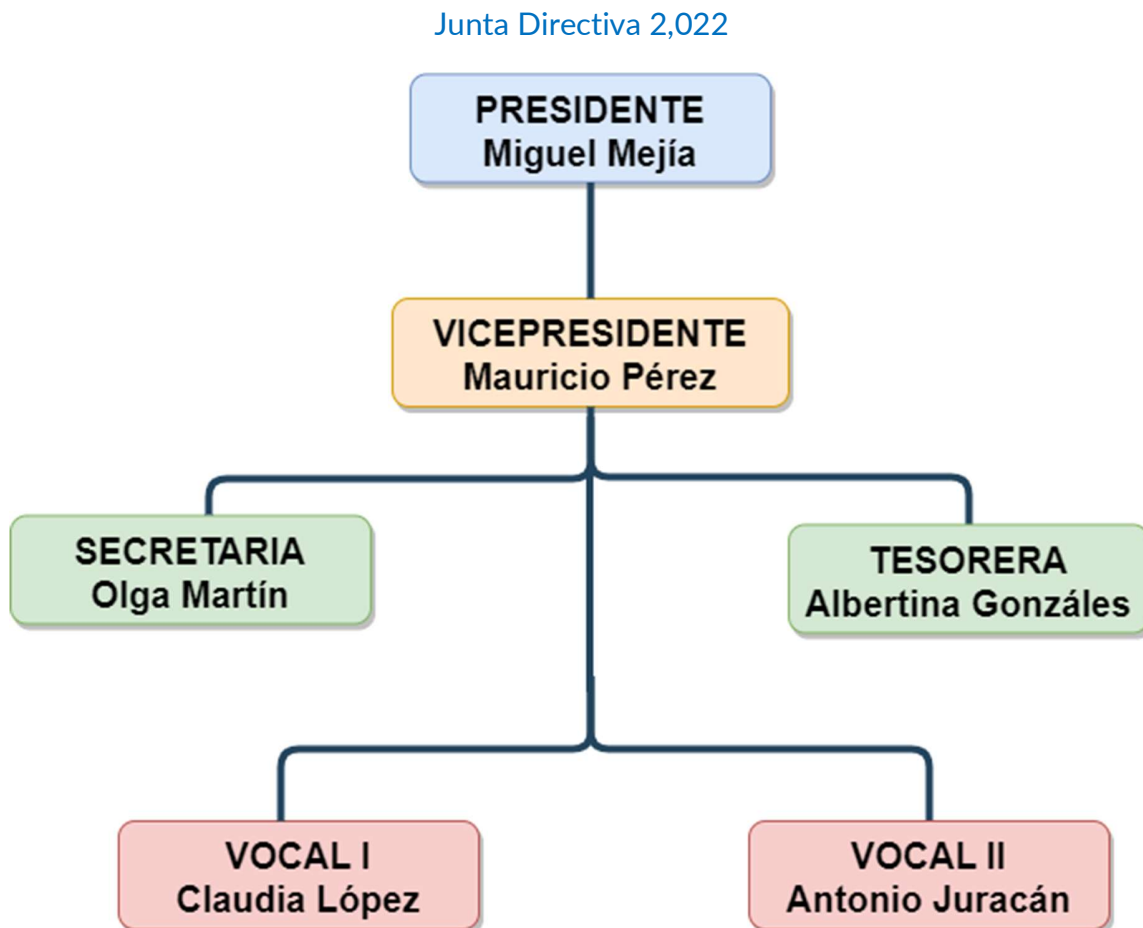 Junta Directiva 2,022
PRESIDENTE
Miguel Mejía
VICEPRESIDENTE
Mauricio Pérez
SECRETARIA
Olga Martín
TESORERA
Albertina Gonzáles
VOCAL I
Claudia López
VOCAL II
Antonio Juracán